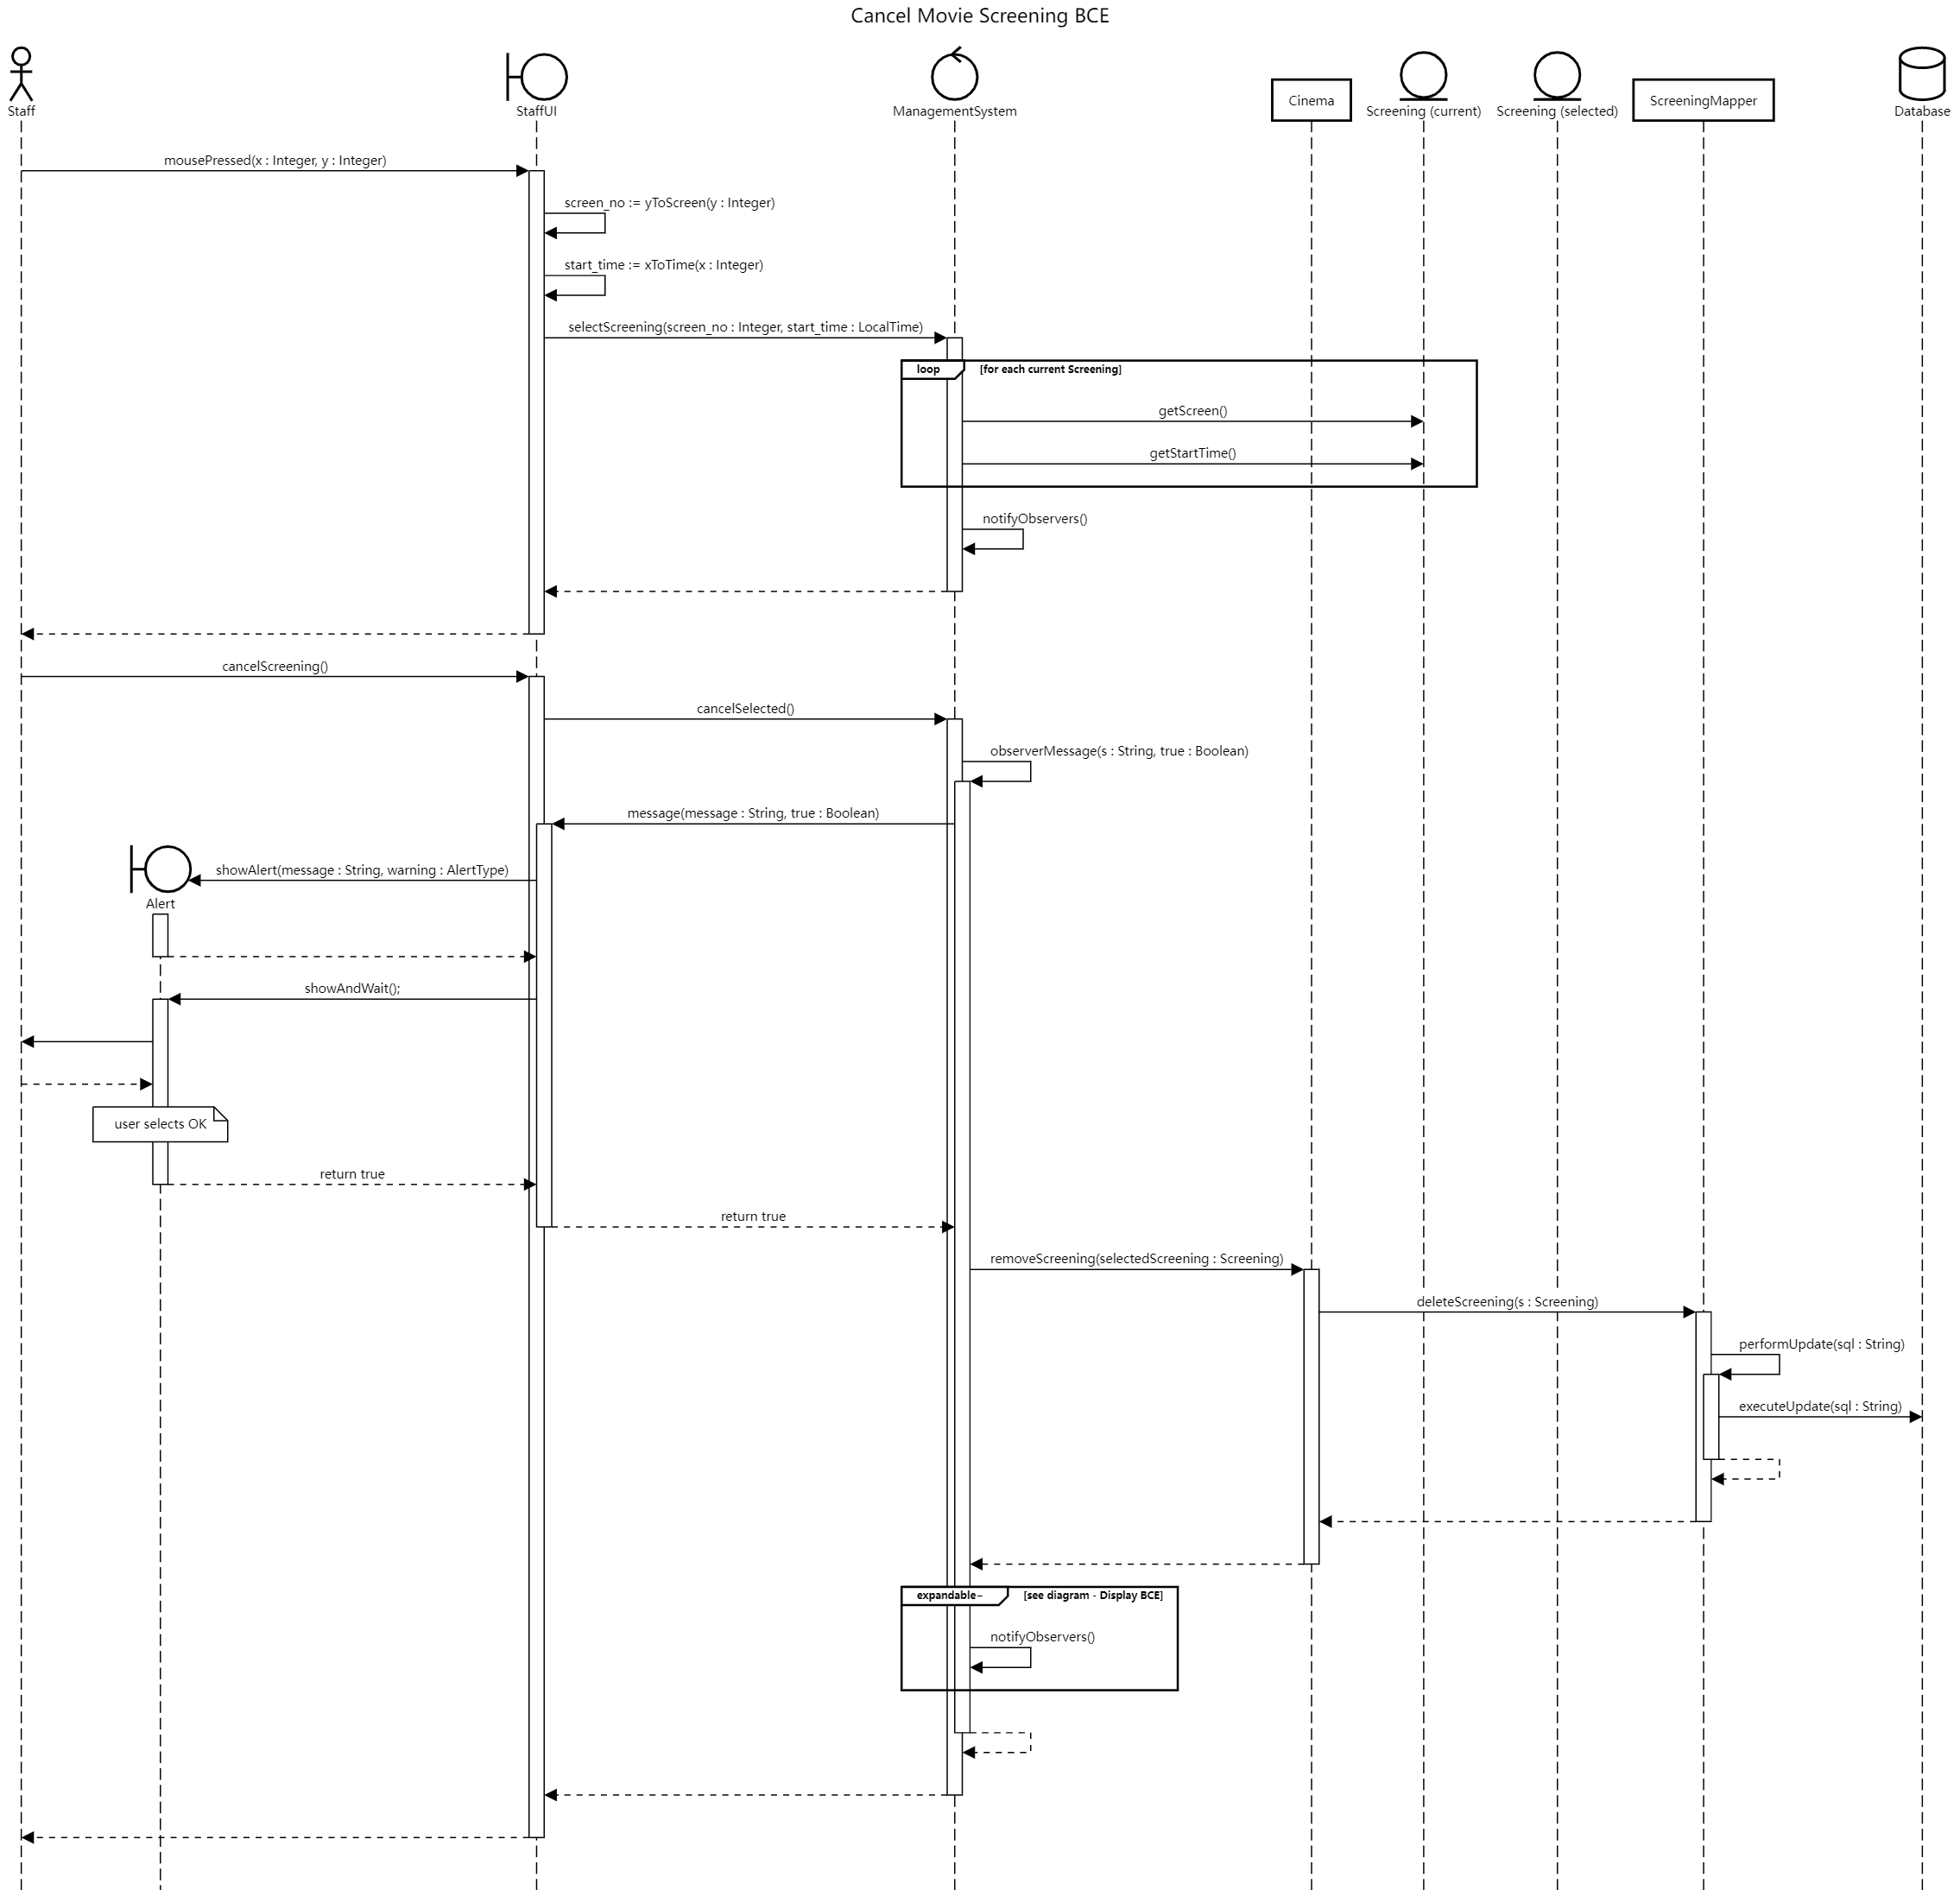 Cancel Movie Screening BCE
Staff
StaffUI
ManagementSystem
Cinema
Screening (current)
Screening (selected)
ScreeningMapper
Database
mousePressed(x : Integer, y : Integer)
screen_no := yToScreen(y : Integer)
start_time := xToTime(x : Integer)
selectScreening(screen_no : Integer, start_time : LocalTime)
loop
[for each current Screening]
getScreen()
getStartTime()
notifyObservers()
cancelScreening()
cancelSelected()
observerMessage(s : String, true : Boolean)
message(message : String, true : Boolean)
showAlert(message : String, warning : AlertType)
Alert
showAndWait();
user selects OK
return true
return true
removeScreening(selectedScreening : Screening)
deleteScreening(s : Screening)
performUpdate(sql : String)
executeUpdate(sql : String)
expandable−
[see diagram - Display BCE]
notifyObservers()